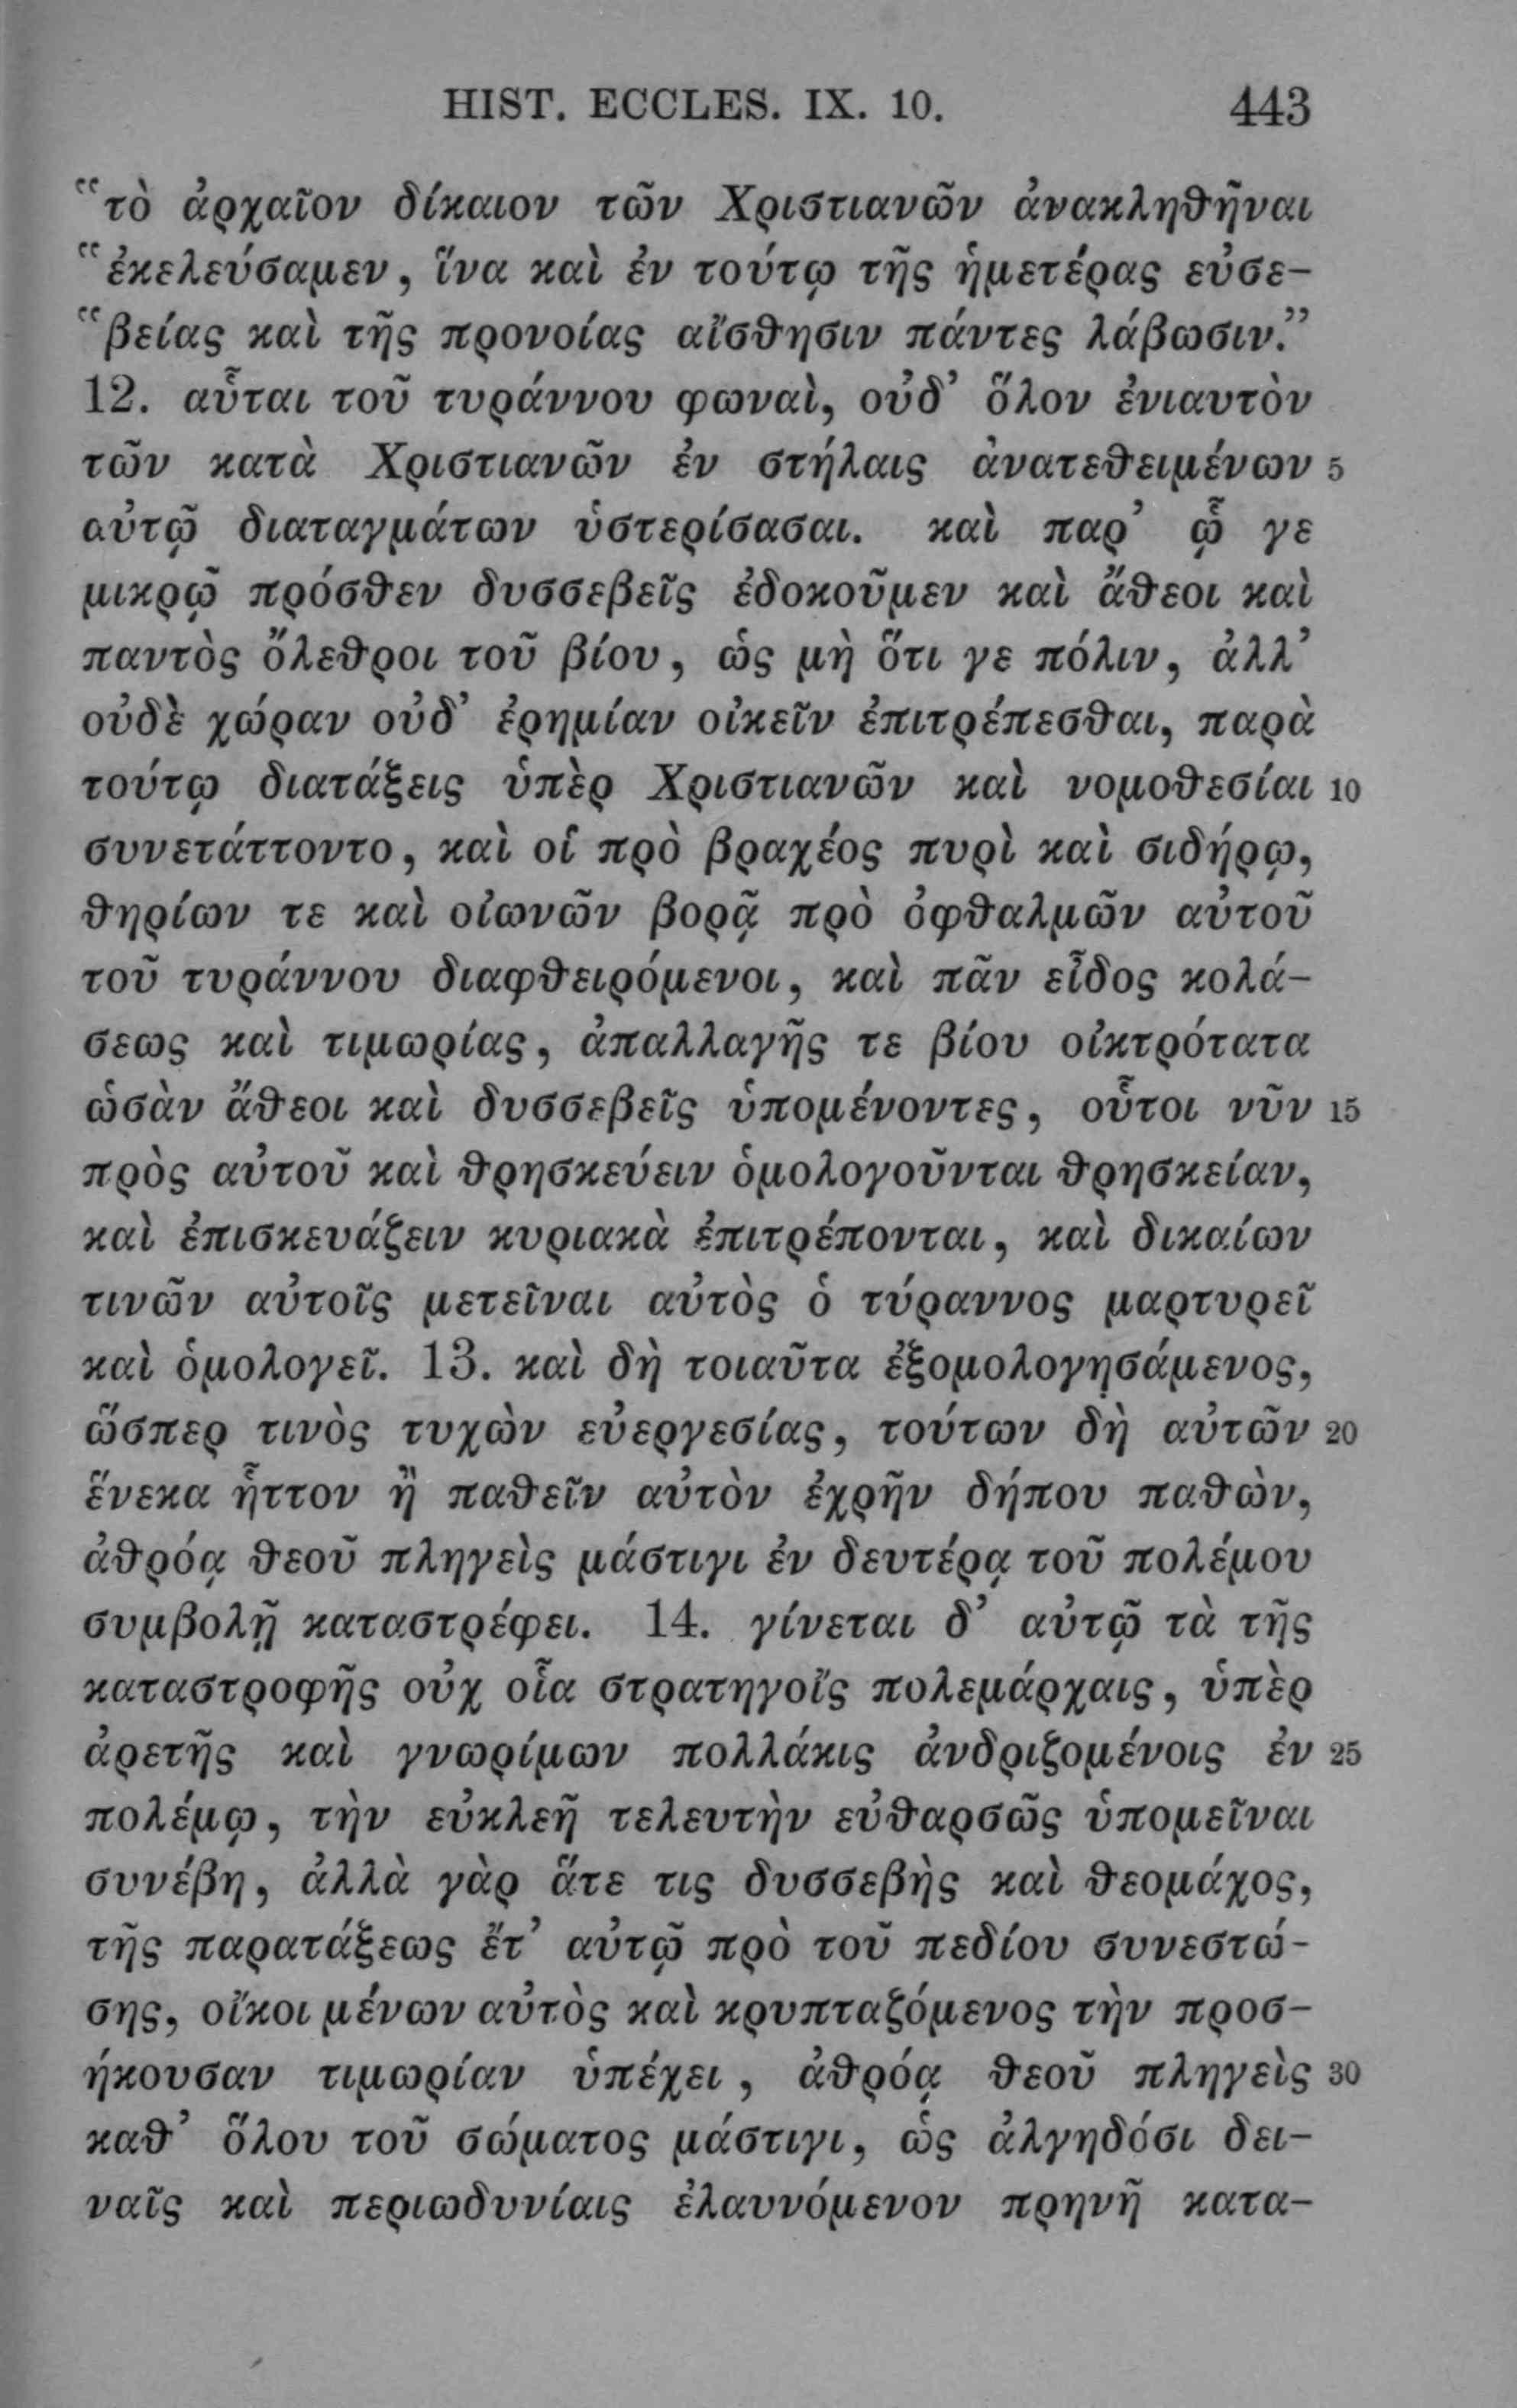 HIST. ECCLES. IX. 10. 443
“τὸ ἀρχαῖον δίκαιον τῶν Χριστιανῶν ἀνακληθῆναι
“ἐκελεύσαμεν, ἵνα καὶ ἐν τούτῳ τῆς ἡμετέρας εὐσε-
“βείας καὶ τῆς προνοίας αἴσθησιν πάντες λάβωσιν.”
12. αὗται τοῦ τυράννου φωναὶ, οὐδ’ ὅλον ἐνιαυτὸν
τῶν κατὰ Χριστιανῶν ἐν στήλαις ἀνατεθειμένων 5
αὐτῷ διαταγμάτων ὑστερίσασαι. καὶ παρ’ ᾧ γε
μικρῷ πρόσθεν δυσσεβεῖς ἐδοκοῦμεν καὶ ἄθεοι καὶ
παντὸς ὄλεθροι τοῦ βίου, ὡς μὴ ὅτι γε πόλιν, ἀλλ’
οὐδὲ χώραν οὐδ’ ἐρημίαν οἰκεῖν ἐπιτρέπεσθαι, παρὰ
τούτῳ διατάξεις ὑπὲρ Χριστιανῶν καὶ νομοθεσίαι 10
συνετάττοντο, καὶ οἱ πρὸ βραχέος πυρὶ καὶ σιδήρῳ,
θηρίων τε καὶ οἰωνῶν βορᾷ πρὸ ὀφθαλμῶν αὐτοῦ
τοῦ τυράννου διαφθειρόμενοι, καὶ πᾶν εἶδος κολά-
σεως καὶ τιμωρίας, ἀπαλλαγῆς τε βίου οἰκτρότατα
ὡσὰν ἄθεοι καὶ δυσσεβεῖς ὑπομένοντες, οὗτοι νῦν 15
πρὸς αὐτοῦ καὶ θρησκεύειν ὁμολογοῦνται θρησκείαν,
καὶ ἐπισκευάζειν κυριακὰ ἐπιτρέπονται, καὶ δικαίων
τινῶν αὐτοῖς μετεῖναι αὐτὸς ὁ τύραννος μαρτυρεῖ
καὶ ὁμολογεῖ. 13. καὶ δὴ τοιαῦτα ἐξομολογησάμενος,
ὥσπερ τινὸς τυχὼν εὐεργεσίας, τούτων δὴ αὐτῶν 20
ἕνεκα ἧττον ἢ παθεῖν αὐτὸν ἐχρῆν δήπου παθὼν,
ἀθρόᾳ θεοῦ πληγεὶς μάστιγι ἐν δευτέρᾳ τοῦ πολέμου
συμβολῇ καταστρέφει. 14. γίνεται δ’ αὐτῷ τὰ τῆς
καταστροφῆς οὐχ οἷα στρατηγοῖς πολεμάρχαις, ὑπὲρ
ἀρετῆς καὶ γνωρίμων πολλάκις ἀνδριζομένοις ἐν 25
πολέμῳ, τὴν εὐκλεῆ τελευτὴν εὐθαρσῶς ὑπομεῖναι
συνέβη, ἀλλὰ γὰρ ἅτε τις δυσσεβὴς καὶ θεομάχος,
τῆς παρατάξεως ἔτ’ αὐτῷ πρὸ τοῦ πεδίου συνεστώ-
σης, οἴκοι μένων αὐτὸς καὶ κρυπταζόμενος τὴν προσ-
ήκουσαν τιμωρίαν ὑπέχει, ἀθρόᾳ θεοῦ πληγεὶς 30
καθ’ ὅλου τοῦ σώματος μάστιγι, ὡς ἀλγηδόσι δει-
ναῖς καὶ περιωδυνίαις ἐλαυνόμενον πρηνῆ κατα-